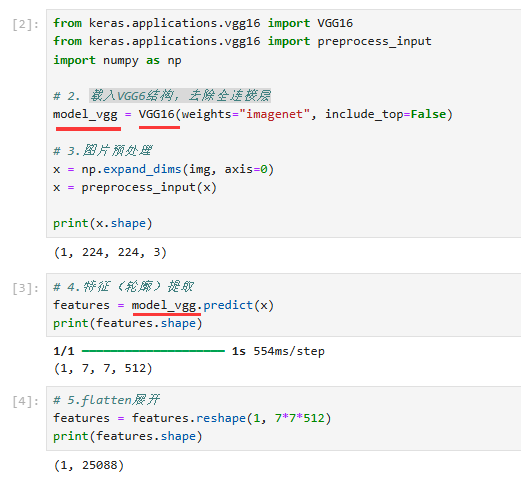 [2]:
from keras.applications.vgg16 import VGG16
from keras.applications.vgg16 import preprocess_input
import numpy as np
# 2. 载入VGG6结构，去除全连接层
model_vgg = VGG16(weights="imagenet", include_top=False)
# 3.图片预处理
x = np.expand_dims(img, axis=0)
x = preprocess_input(x)
print(x.shape)
(1, 224, 224, 3)
[3]:
# 4.特征（轮廓）提取
features = model_vgg.predict(x)
print(features.shape)
1/1 1s 554ms/step
(1, 7, 7, 512)
[4]:
# 5.flatten展开
features = features.reshape(1, 7*7*512)
print(features.shape)
(1, 25088)